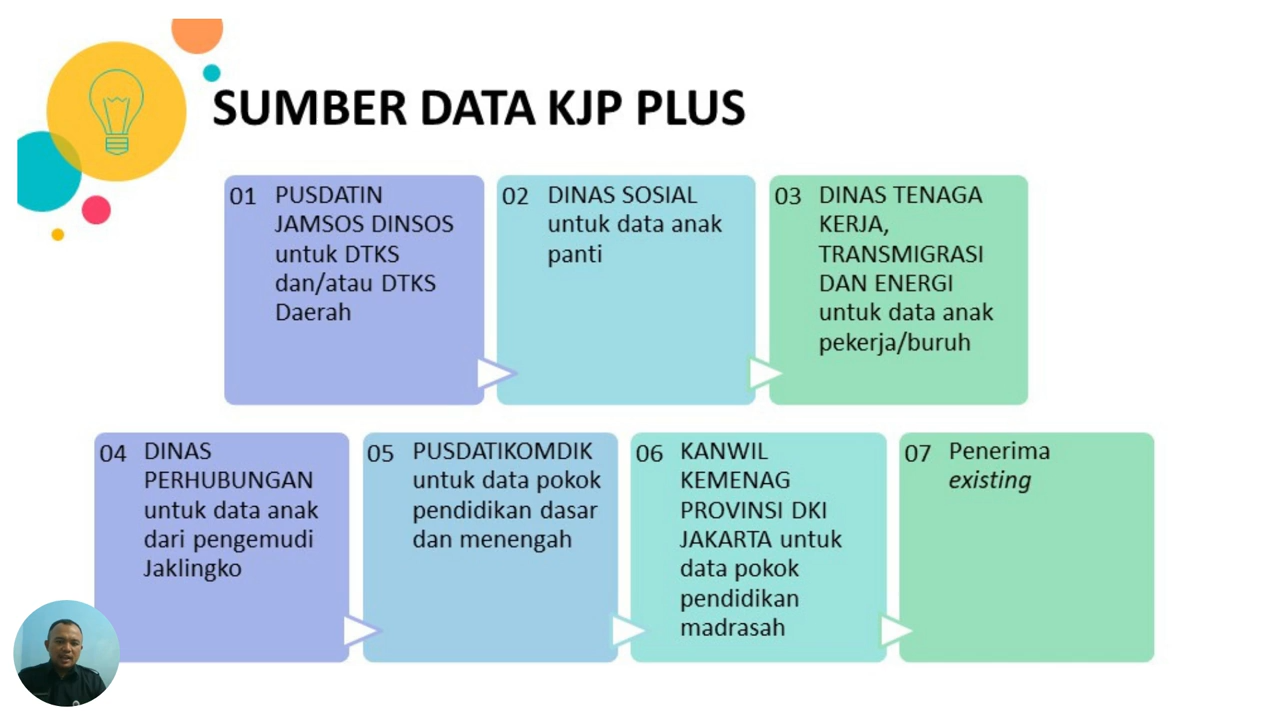 SUMBER DATA KJP PLUS
01 PUSDATIN
JAMSOS DINSOS
untuk DTKS
dan/atau DTKS
Daerah
02 DINAS SOSIAL
untuk data anak
panti
03 DINAS TENAGA
KERJA,
TRANSMIGRASI
DAN ENERGI
untuk data anak
pekerja/buruh
04 DINAS
PERHUBUNGAN
untuk data anak
dari pengemudi
Jaklingko
05 PUSDATIKOMDIK
untuk data pokok
pendidikan dasar
dan menengah
06 KANWIL
KEMENAG
PROVINSI DKI
JAKARTA untuk
data pokok
pendidikan
madrasah
07 Penerima
existing